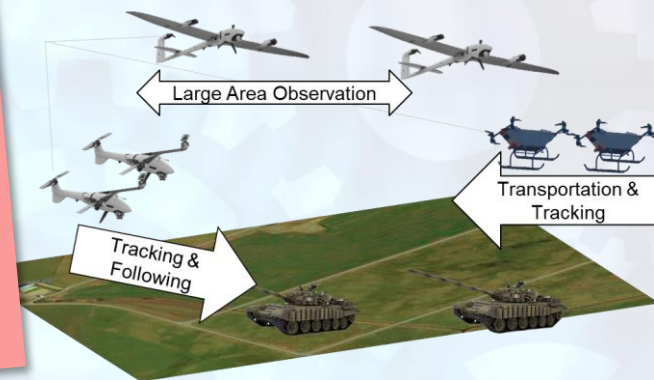 Large Area Observation
Transportation &
Tracking
Tracking &
Following